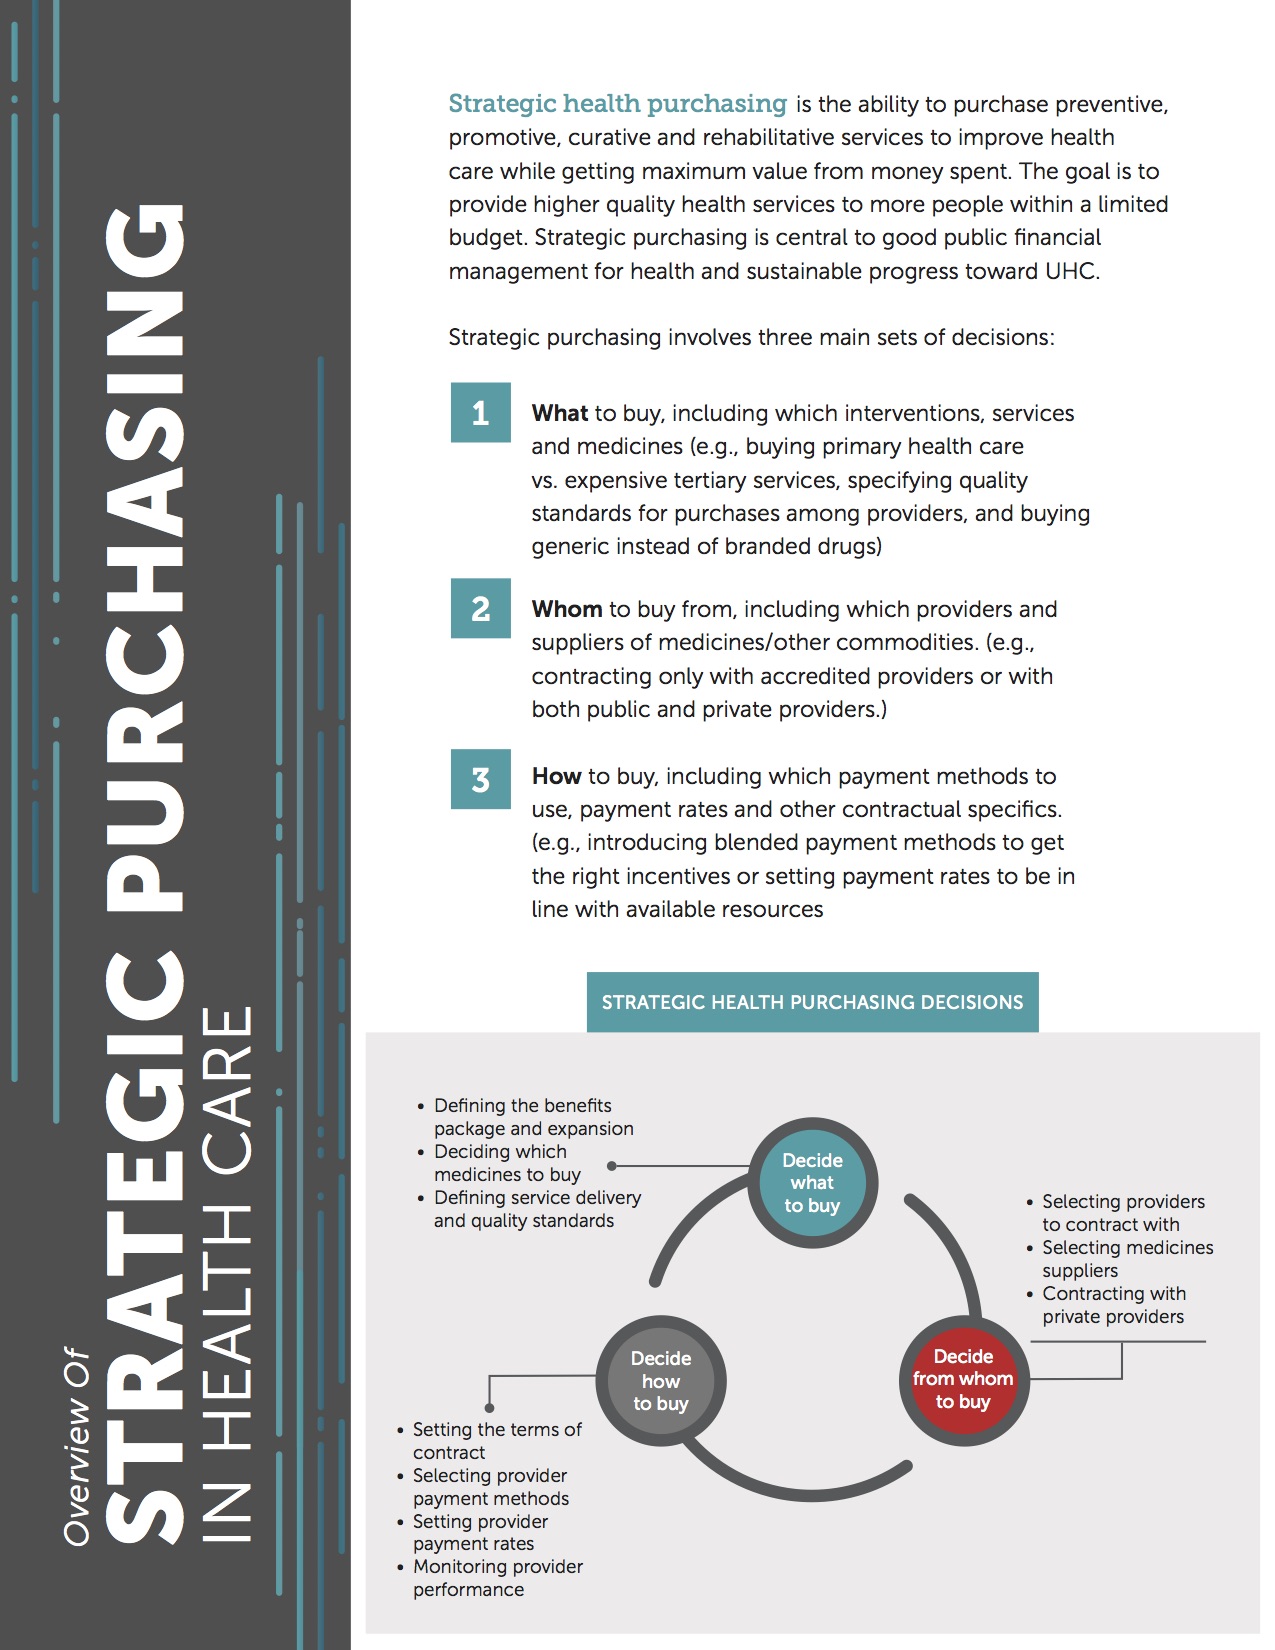 Overview Of
STRATEGIC PURCHASING
IN HEALTH CARE
Strategic health purchasing is the ability to purchase preventive,
promotive, curative and rehabilitative services to improve health
care while getting maximum value from money spent. The goal is to
provide higher quality health services to more people within a limited
budget. Strategic purchasing is central to good public financial
management for health and sustainable progress toward UHC.
Strategic purchasing involves three main sets of decisions:
1
What to buy, including which interventions, services
and medicines (e.g., buying primary health care
vs. expensive tertiary services, specifying quality
standards for purchases among providers, and buying
generic instead of branded drugs)
2
Whom to buy from, including which providers and
suppliers of medicines/other commodities. (e.g.,
contracting only with accredited providers or with
both public and private providers.)
3
How to buy, including which payment methods to
use, payment rates and other contractual specifics.
(e.g., introducing blended payment methods to get
the right incentives or setting payment rates to be in
line with available resources
STRATEGIC HEALTH PURCHASING DECISIONS
• Defining the benefits
package and expansion
• Deciding which
medicines to buy
• Defining service delivery
and quality standards
Decide
what
to buy
• Selecting providers
to contract with
• Selecting medicines
suppliers
• Contracting with
private providers
Decide
from whom
to buy
Decide
how
to buy
• Setting the terms of
contract
• Selecting provider
payment methods
• Setting provider
payment rates
• Monitoring provider
performance